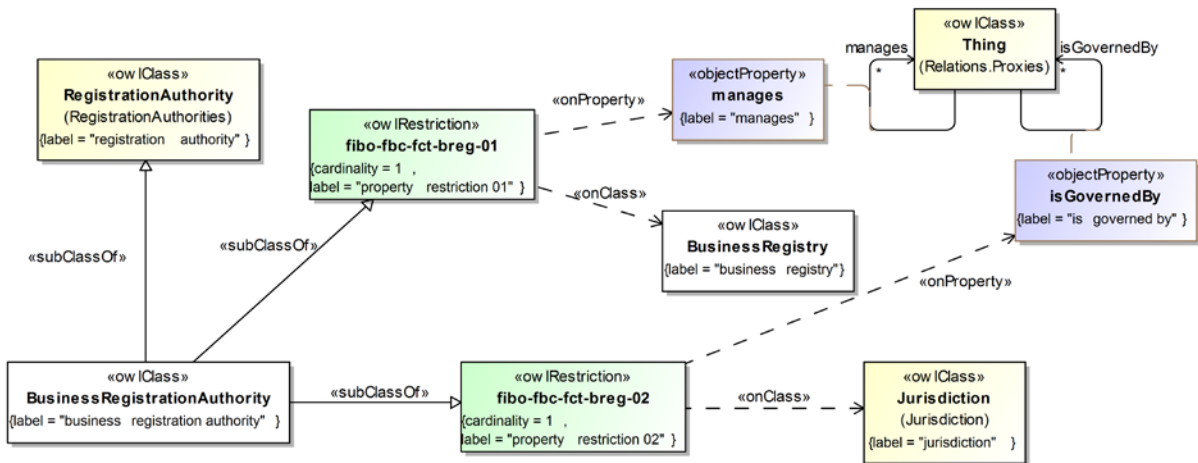 «owlClass»
Thing
(Relations.Proxies)
manages
*
isGovernedBy
*
«owlClass»
RegistrationAuthority
(RegistrationAuthorities)
{label = "registration authority" }
«objectProperty»
manages
{label = "manages" }
«onProperty»
«owlRestriction»
fibo-fbc-fct-breg-01
{cardinality = 1 ,
label = "property restriction 01" }
«onClass»
«objectProperty»
isGovernedBy
{label = "is governed by" }
«owlClass»
BusinessRegistry
{label = "business registry"}
«subClassOf»
«subClassOf»
«onProperty»
«owlClass»
BusinessRegistrationAuthority
{label = "business registration authority" }
«subClassOf»
«owlRestriction»
fibo-fbc-fct-breg-02
{cardinality = 1 ,
label = "property restriction 02" }
«onClass»
«owlClass»
Jurisdiction
(Jurisdiction)
{label = "jurisdiction" }